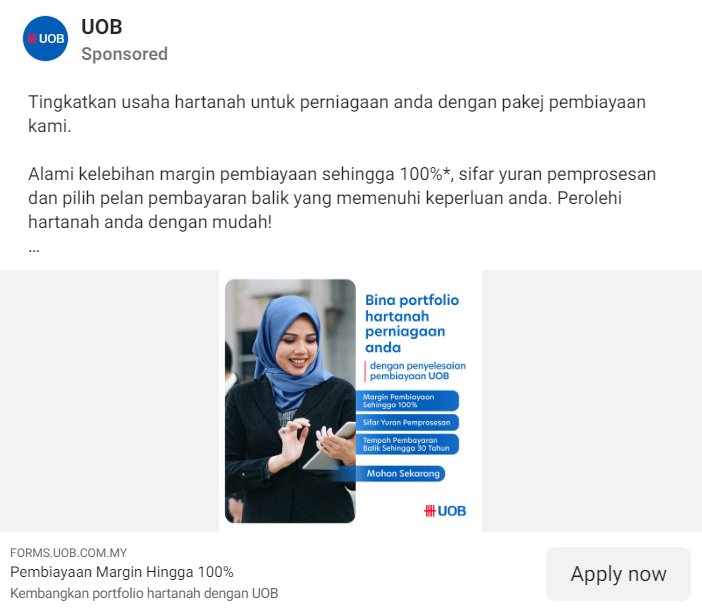 UOB
UOB
Sponsored
Tingkatkan usaha hartanah untuk perniagaan anda dengan pakej pembiayaan
kami.
Alami kelebihan margin pembiayaan sehingga 100%*, sifar yuran pemprosesan
dan pilih pelan pembayaran balik yang memenuhi keperluan anda. Perolehi
hartanah anda dengan mudah!
...
Bina portfolio
hartanah
perniagaan
anda
dengan penyelesaian
pembiayaan UOB
Margin Pembiayaan
Sehingga 100%
Sifar Yuran Pemprosesan
Tempoh Pembayaran
Balik Sehingga 30 Tahun
Mohon Sekarang
UOB
FORMS.UOB.COM.MY
Pembiayaan Margin Hingga 100%
Kembangkan portfolio hartanah dengan UOB
Apply now